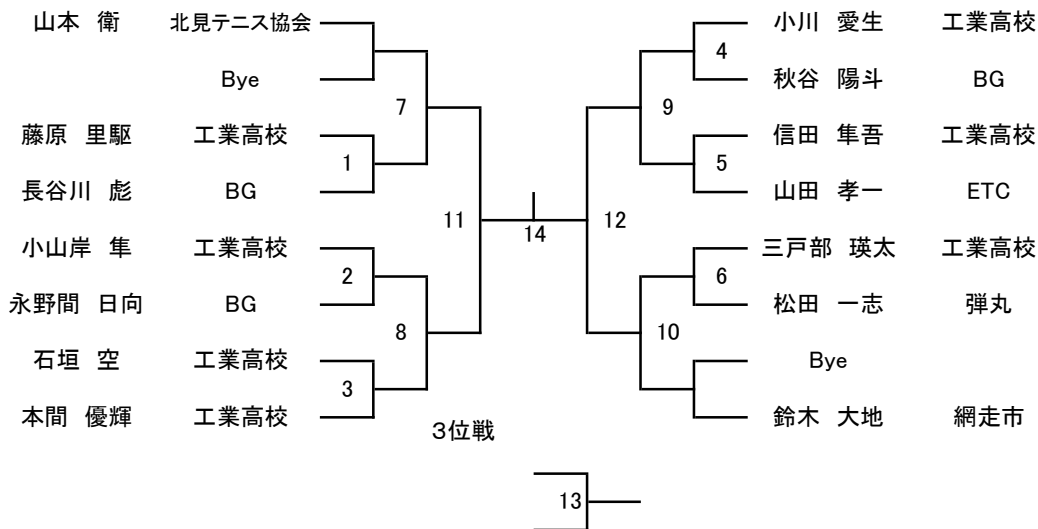 山本 衛 北見テニス協会 小川 愛生 工業高校
4
Bye 秋谷 陽斗 BG
7 9
藤原 里駆 工業高校 信田 隼吾 工業高校
1 5
長谷川 彪 BG 山田 孝一 ETC
11 14 12
小山岸 隼 工業高校 三戸部 瑛太 工業高校
2 6
永野間 日向 BG 松田 一志 弾丸
8 10
石垣 空 工業高校 Bye
3
本間 優輝 工業高校 鈴木 大地 網走市
3位戦
13